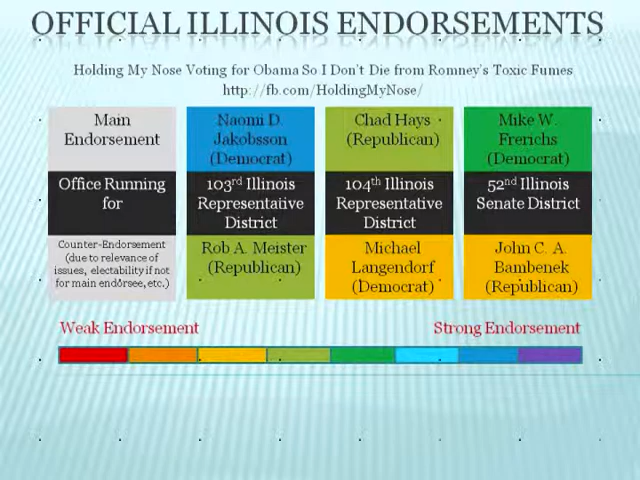 OFFICIAL ILLINOIS ENDORSEMENTS
Holding My Nose Voting for Obama So I Don't Die from Romney's Toxic Fumes
http://fb.com/HoldingMyNose/
Main
Endorsement
Naomi D.
Jakobsson
(Democrat)
Chad Hays
(Republican)
Mike W.
Frerichs
(Democrat)
Office Running
for
103rd Illinois
Representative
District
104th Illinois
Representative
District
52nd Illinois
Senate District
Counter-Endorsement
(due to relevance of
issues, electability if not
for main endorsee, etc.)
Rob A. Meister
(Republican)
Michael
Langendorf
(Democrat)
John C. A.
Bambenek
(Republican)
Weak Endorsement
Strong Endorsement